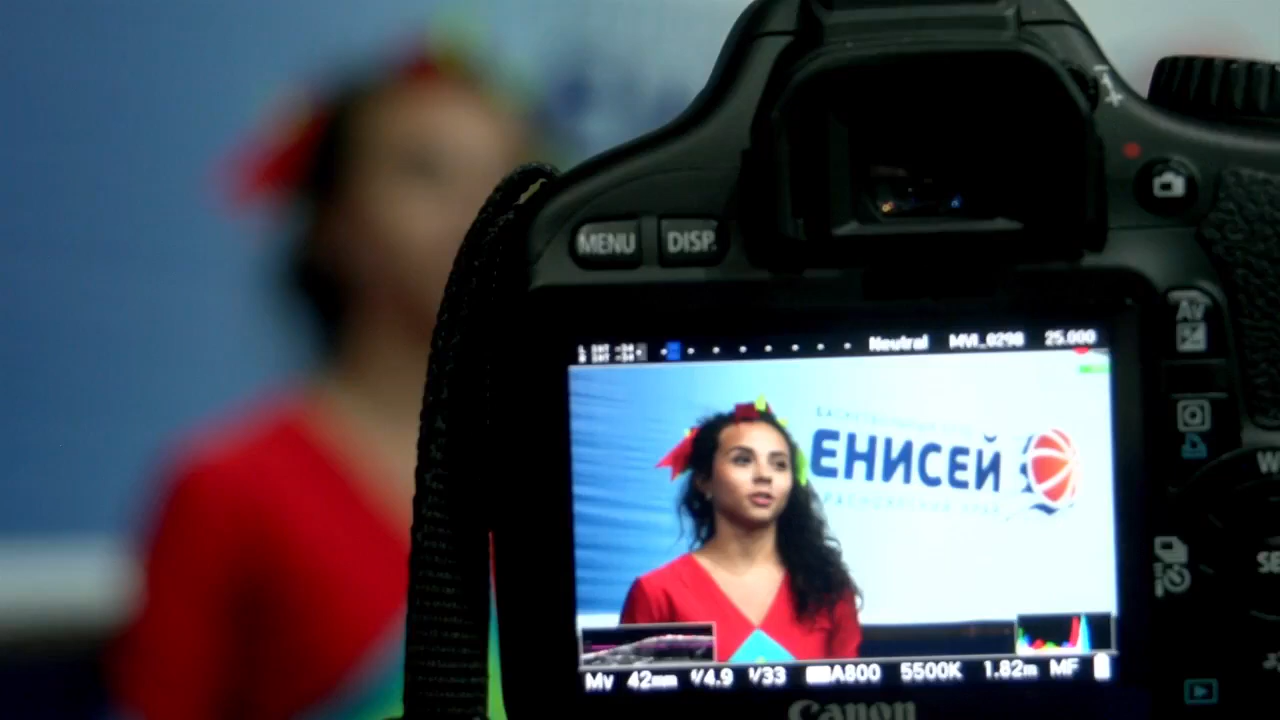 MENU DISP.
Neutral MVI_0298 25.000
AV
ЕНИСЕЙ
Mv 42mm f/4.9 1/33 A800 5500K 1.82m MF
Canon